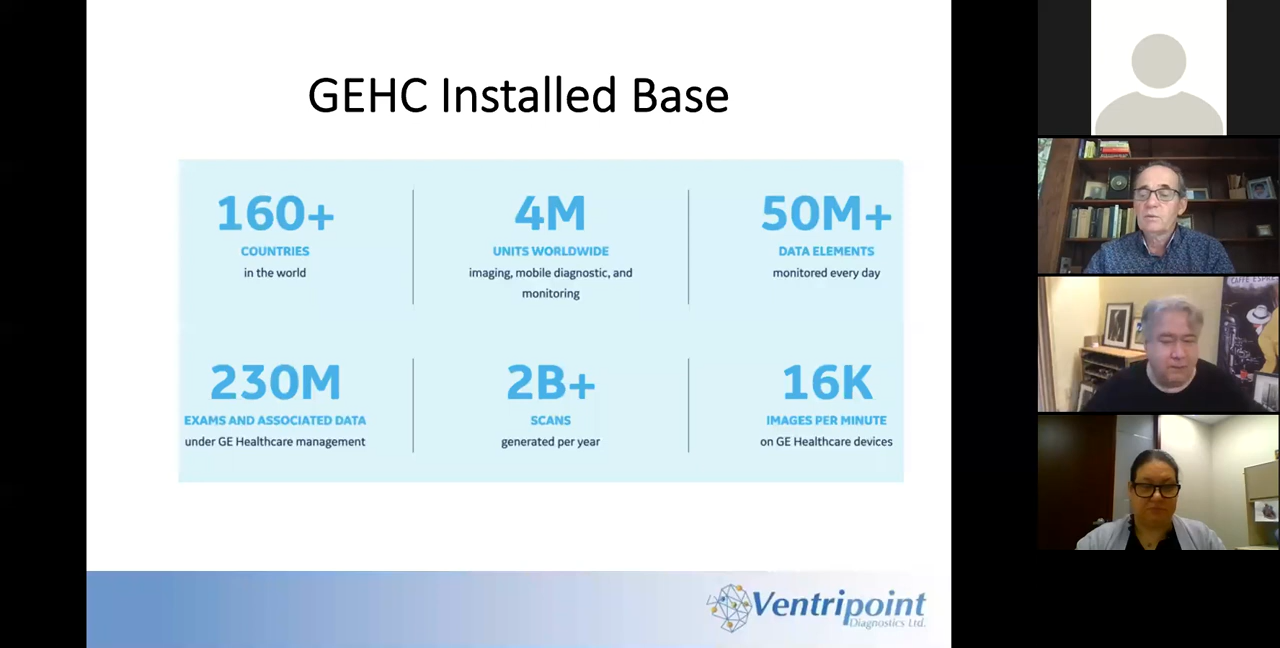 GEHC Installed Base
160+
COUNTRIES
in the world
4M
UNITS WORLDWIDE
imaging, mobile diagnostic, and
monitoring
50M+
DATA ELEMENTS
monitored every day
230M
EXAMS AND ASSOCIATED DATA
under GE Healthcare management
2B+
SCANS
generated per year
16K
IMAGES PER MINUTE
on GE Healthcare devices
Ventripoint
Diagnostics Ltd.